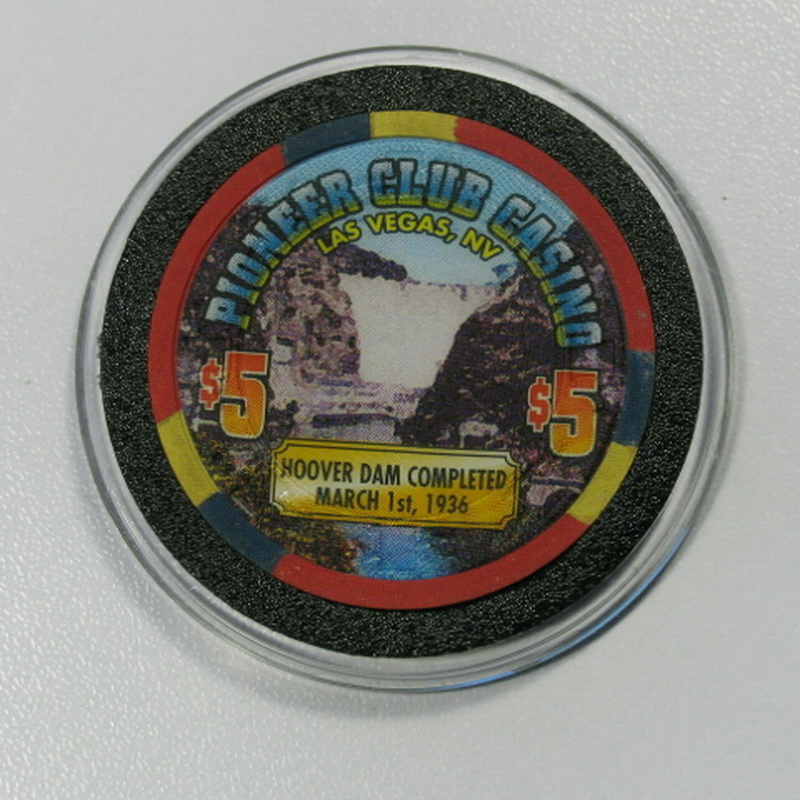 PIONEER CLUB CASINO
LAS VEGAS, NV
$5 $5
HOOVER DAM COMPLETED
MARCH 1st, 1936